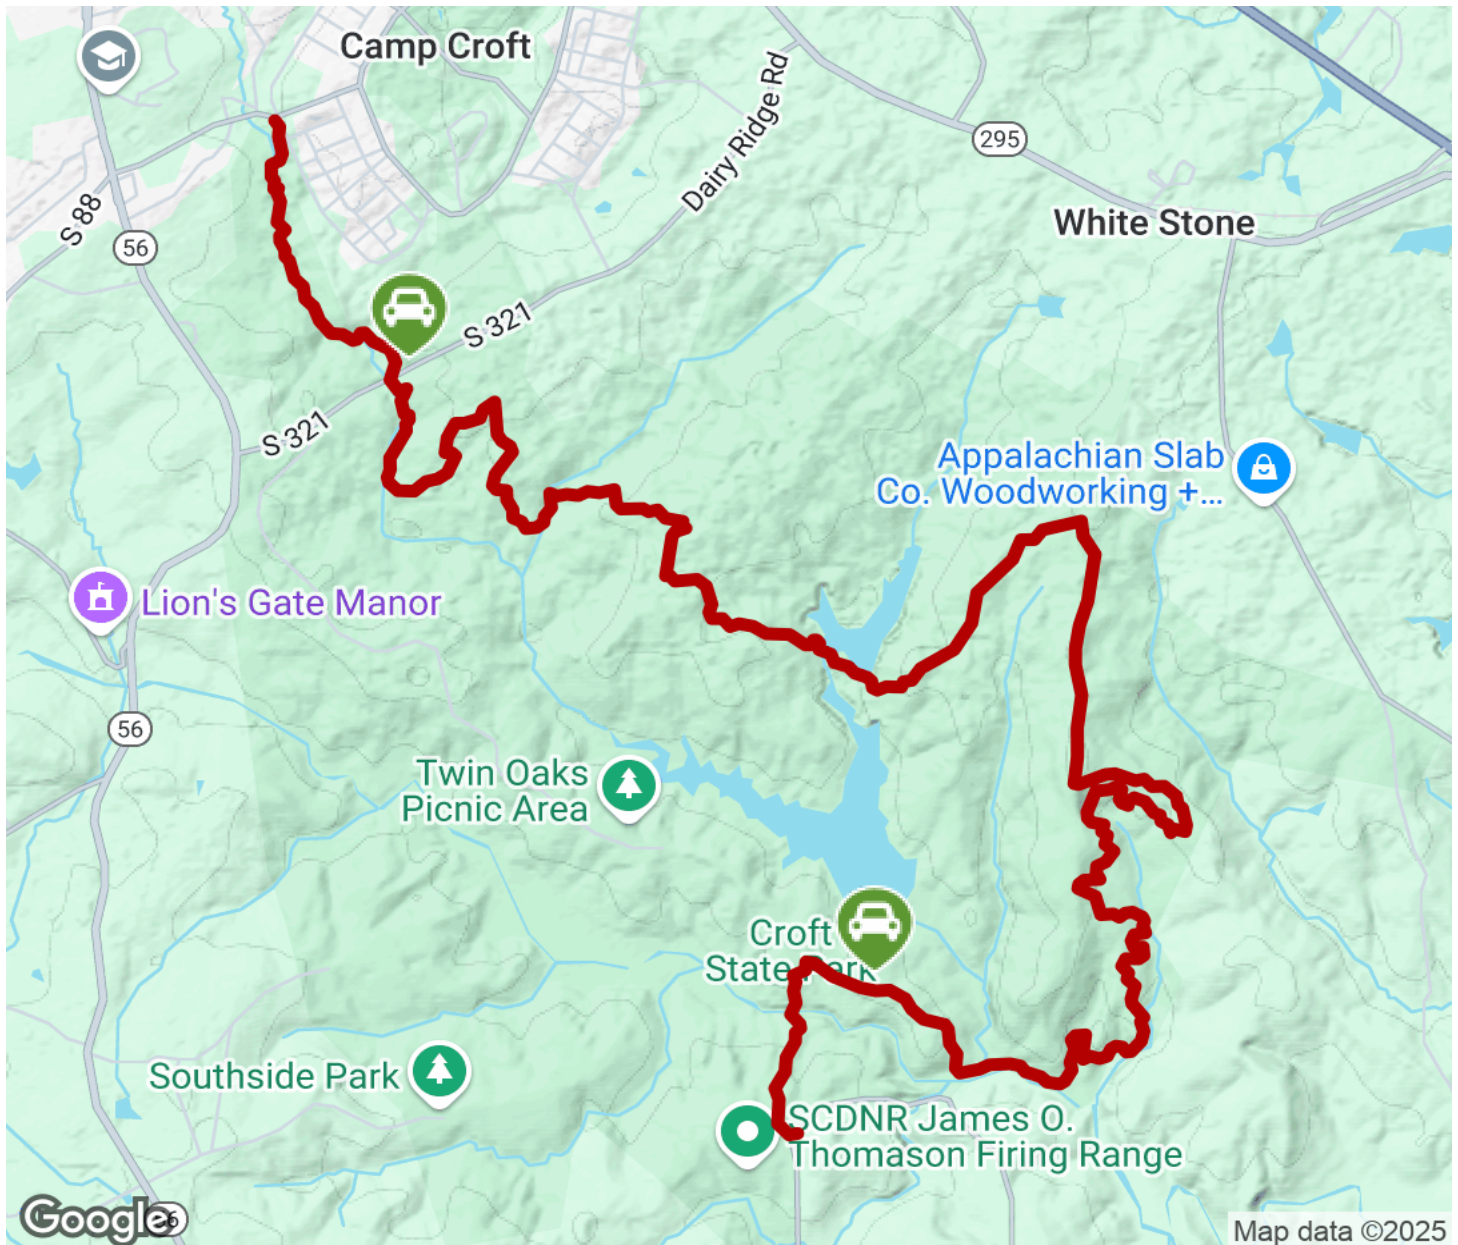 Camp Croft
Dairy Ridge Rd
295
S 88
56
White Stone
S 321
S 321
Appalachian Slab
Co. Woodworking +...
Lion's Gate Manor
56
Twin Oaks
Picnic Area
Croft
State Park
Southside Park
SCDNR James O.
Thomason Firing Range
Google
Map data ©2025